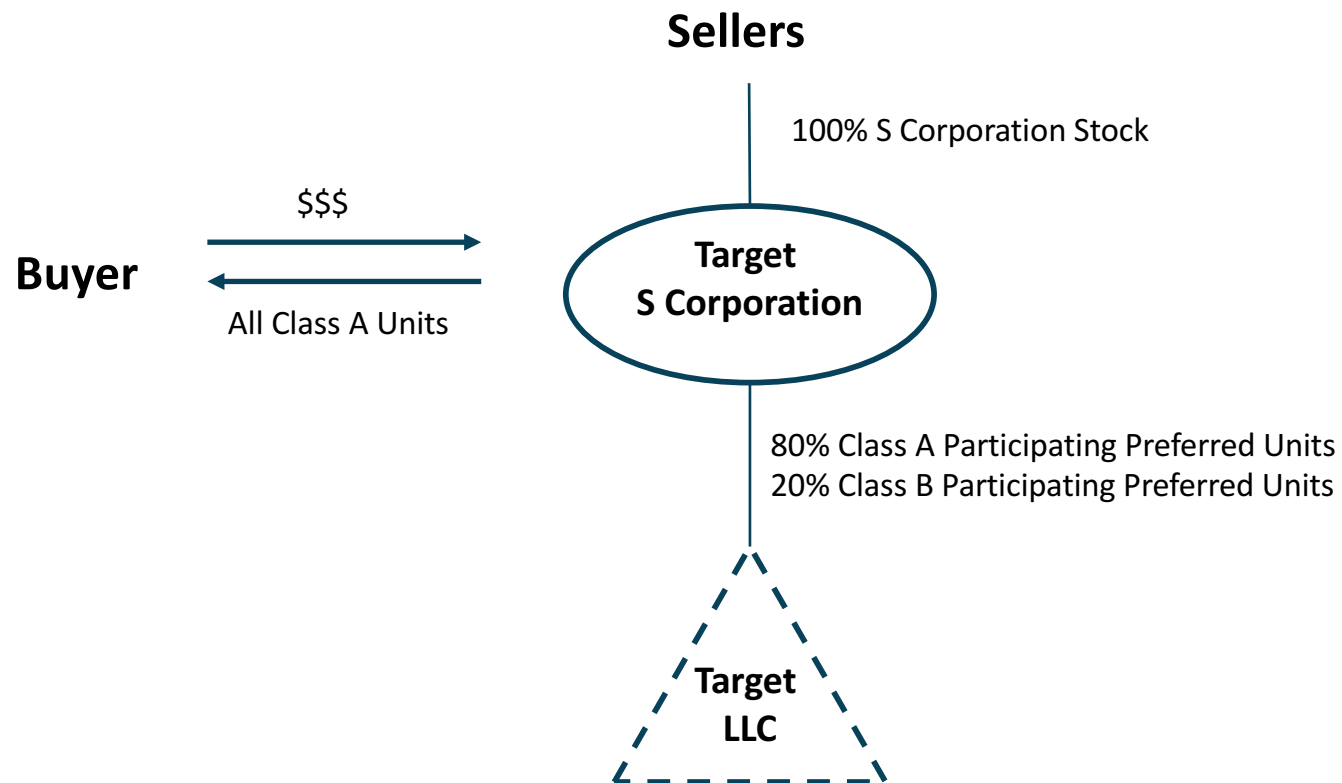 Sellers
100% S Corporation Stock
$$$
Buyer
All Class A Units
Target
S Corporation
80% Class A Participating Preferred Units
20% Class B Participating Preferred Units
Target
LLC